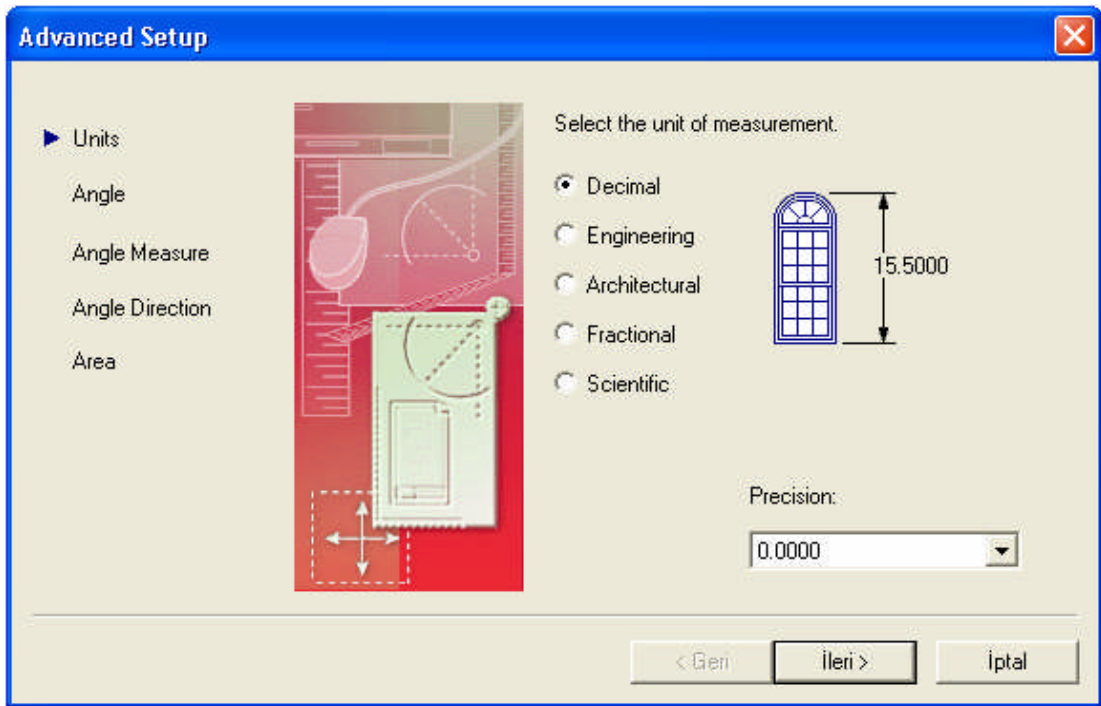 Advanced Setup
Units
Angle
Angle Measure
Angle Direction
Area
Select the unit of measurement.
Decimal
Engineering
Architectural
Fractional
Scientific
15.5000
Precision:
0.0000
< Geri
İleri >
İptal